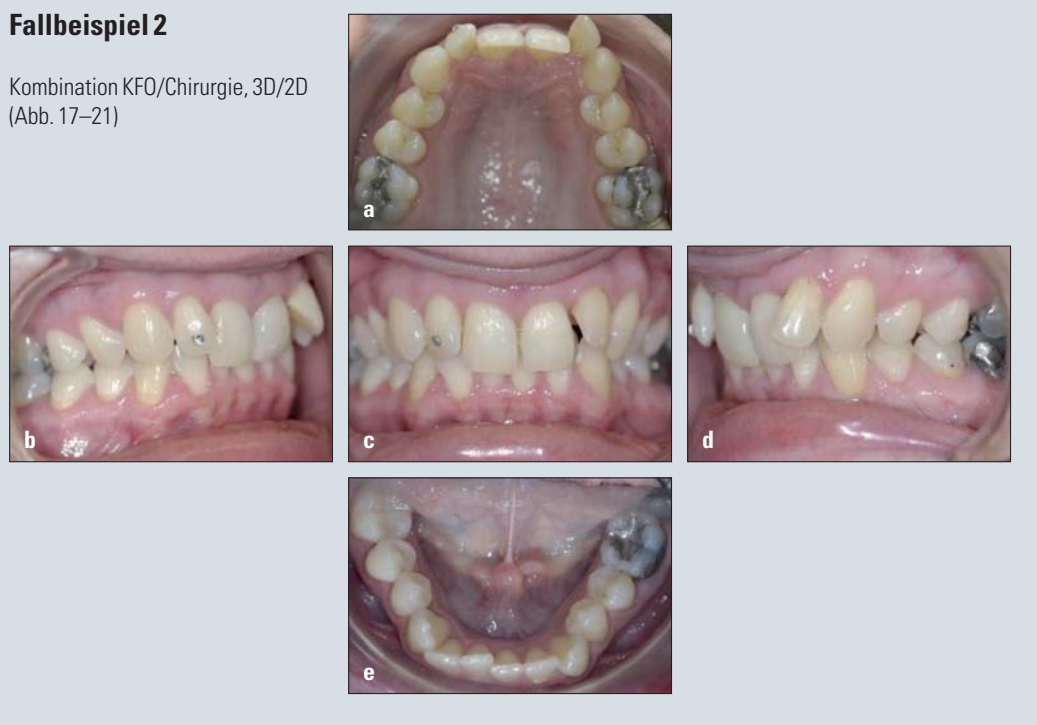 Fallbeispiel 2
Kombination KFO/Chirurgie, 3D/2D
(Abb. 17–21)
a
b
c
d
e